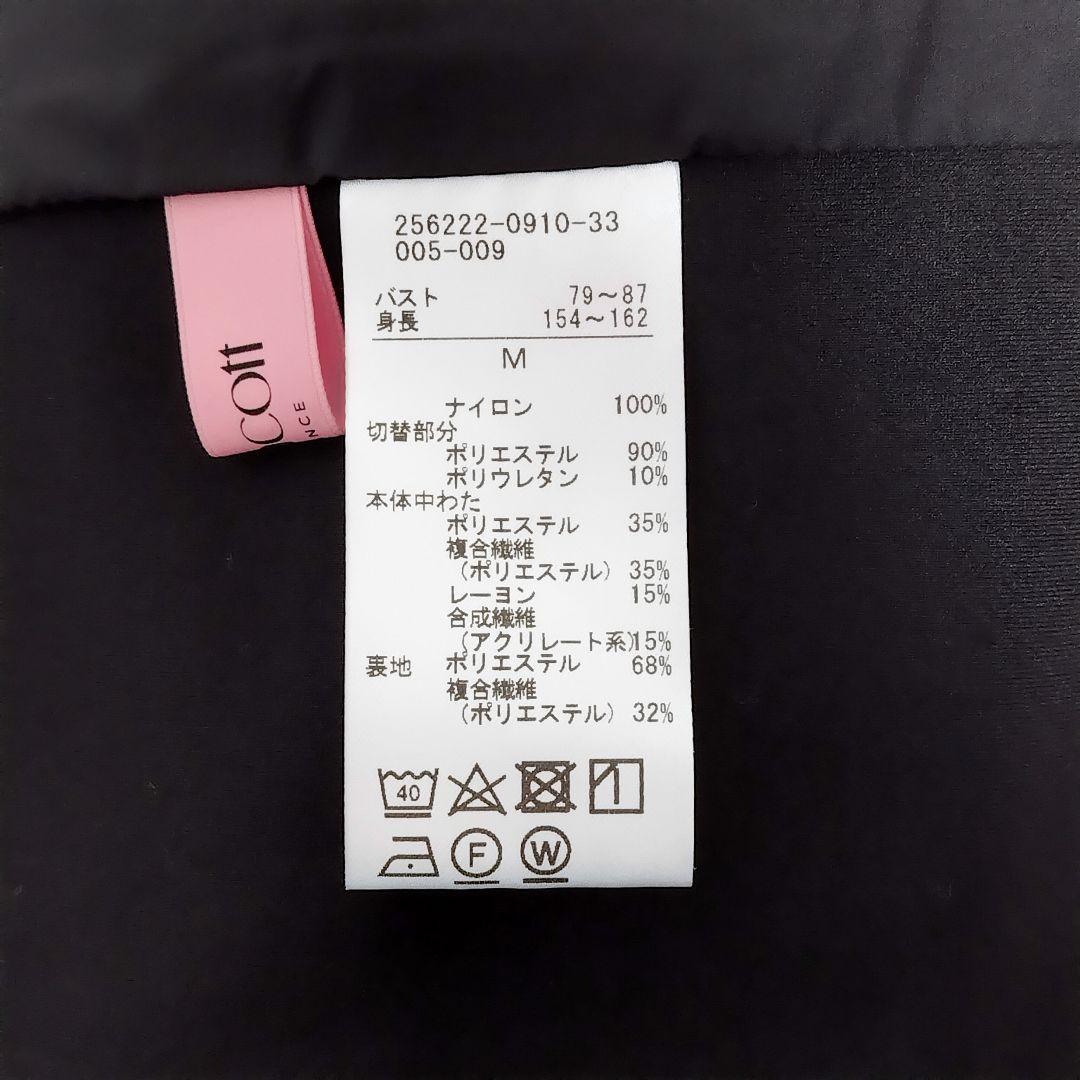 cott
NCE
256222-0910-33
005-009
バスト 79～87
身長 154～162
M
ナイロン 100%
切替部分
ポリエステル 90%
ポリウレタン 10%
本体中わた
ポリエステル 35%
複合繊維
(ポリエステル) 35%
レーヨン 15%
合成繊維
(アクリレート系)15%
裏地 ポリエステル 68%
複合繊維
(ポリエステル) 32%
40
F W